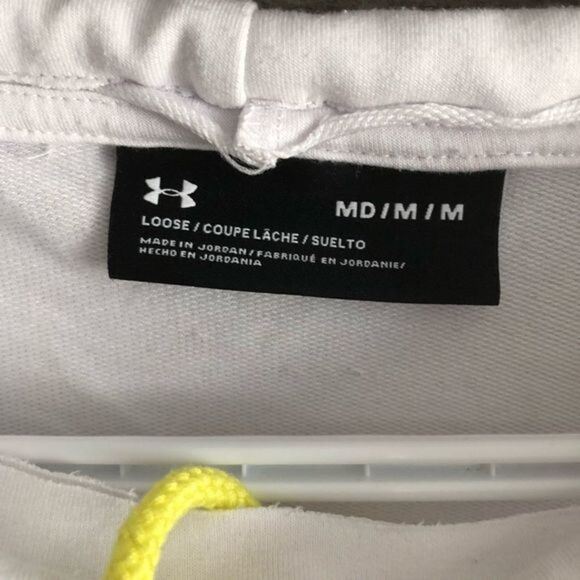 MD / M / M
LOOSE / COUPE LÂCHE / SUELTO
MADE IN JORDAN / FABRIQUÉ EN JORDANIE /
HECHO EN JORDANIA